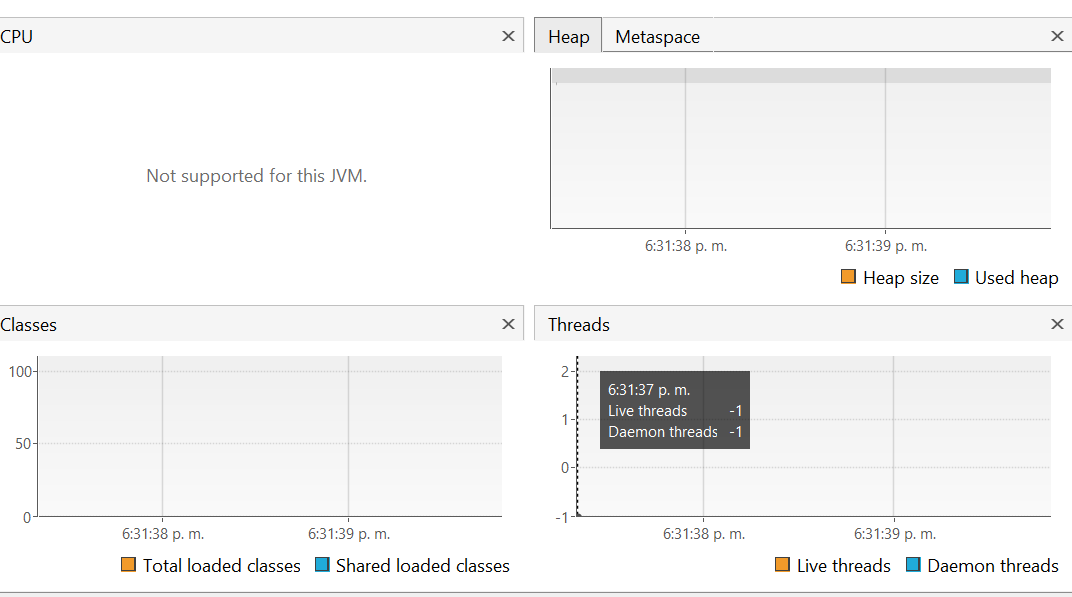 CPU
Heap Metaspace
Not supported for this JVM.
6:31:38 p. m. 6:31:39 p. m.
Heap size Used heap
Classes
Threads
100
50
0
6:31:38 p. m. 6:31:39 p. m.
Total loaded classes Shared loaded classes
2
1
0
-1
6:31:37 p. m.
Live threads -1
Daemon threads -1
6:31:38 p. m. 6:31:39 p. m.
Live threads Daemon threads